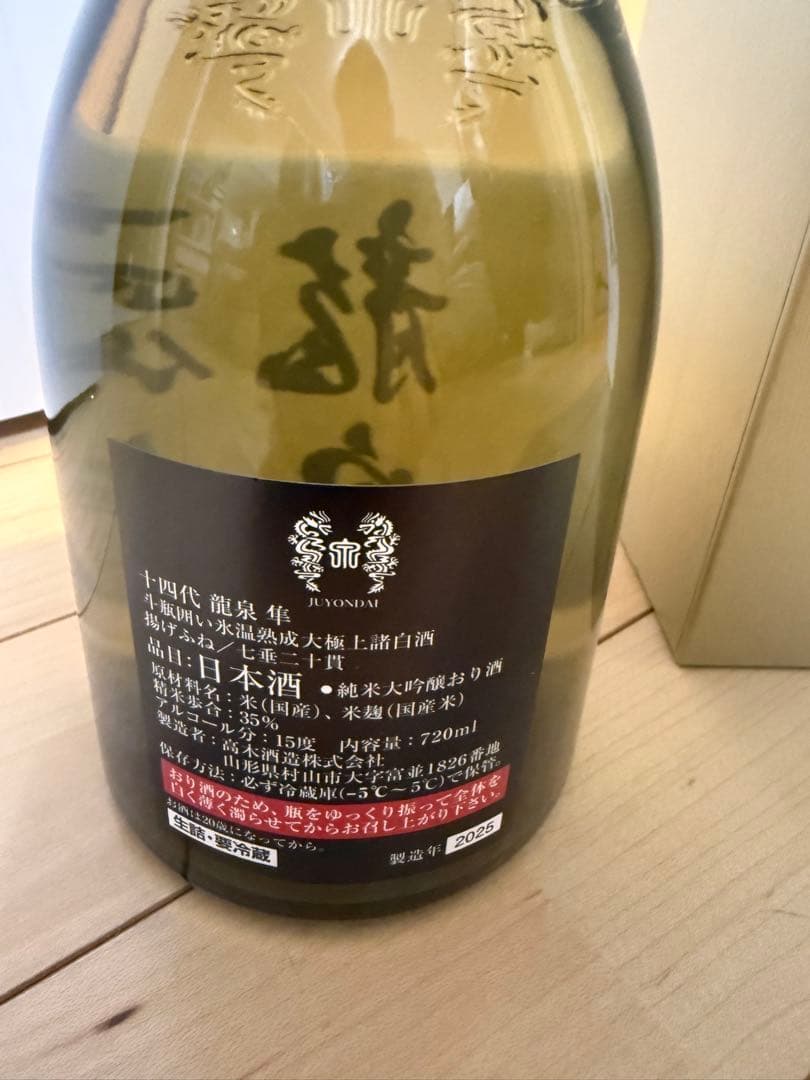 龍
JUYONDAI
十四代 龍泉 隼
斗瓶囲い氷温熟成大極上諸白酒
揚げふね/七垂二十貫
品目:日本酒 ●純米大吟醸おり酒
原材料名:米(国産)、米麹(国産米)
精米歩合:35%
アルコール分:15度 内容量:720ml
製造者:高木酒造株式会社
山形県村山市大字富並1826番地
保存方法:必ず冷蔵庫(-5℃~5℃)で保管。
おり酒のため、瓶をゆっくり振って全体を
白く薄く濁らせてからお召し上がり下さい。
お酒は20歳になってから。
生詰・要冷蔵
製造年 2025